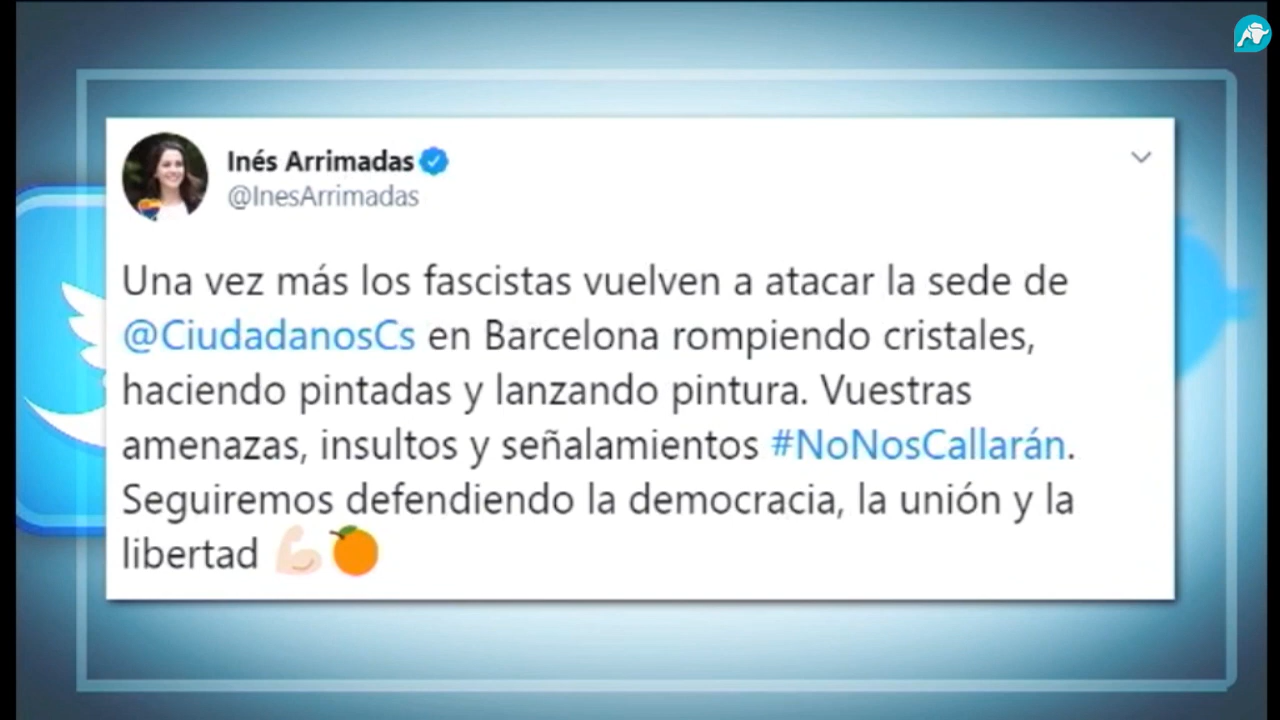 Inés Arrimadas
@InesArrimadas
Una vez más los fascistas vuelven a atacar la sede de
@CiudadanosCs en Barcelona rompiendo cristales,
haciendo pintadas y lanzando pintura. Vuestras
amenazas, insultos y señalamientos #NoNosCallarán.
Seguiremos defendiendo la democracia, la unión y la
libertad 💪🏻🍊